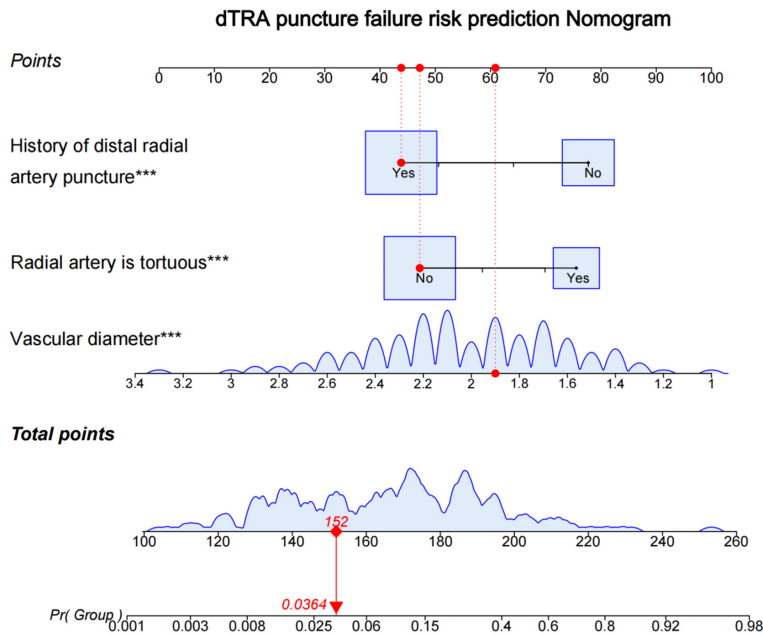 dTRA puncture failure risk prediction Nomogram
Points
0 10 20 30 40 50 60 70 80 90 100
History of distal radial
artery puncture***
Yes No
Radial artery is tortuous***
No Yes
Vascular diameter***
3.4 3.2 3 2.8 2.6 2.4 2.2 2 1.8 1.6 1.4 1.2 1
Total points
152
100 120 140 160 180 200 220 240 260
0.0364
Pr( Group )
0.001 0.003 0.008 0.025 0.06 0.15 0.4 0.6 0.8 0.92 0.98